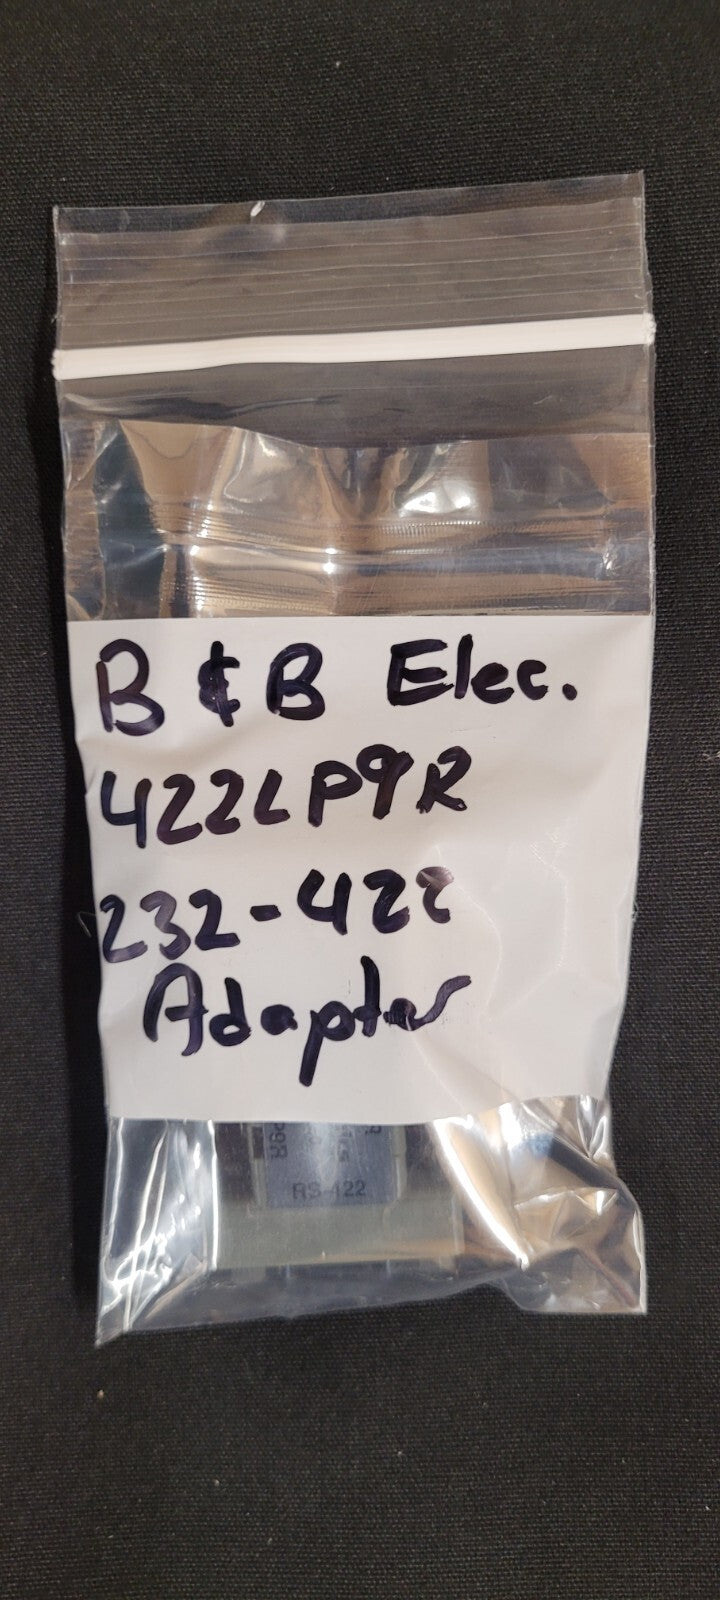 B & B Elec.
422LP9R
232-422
Adapter
RS-422